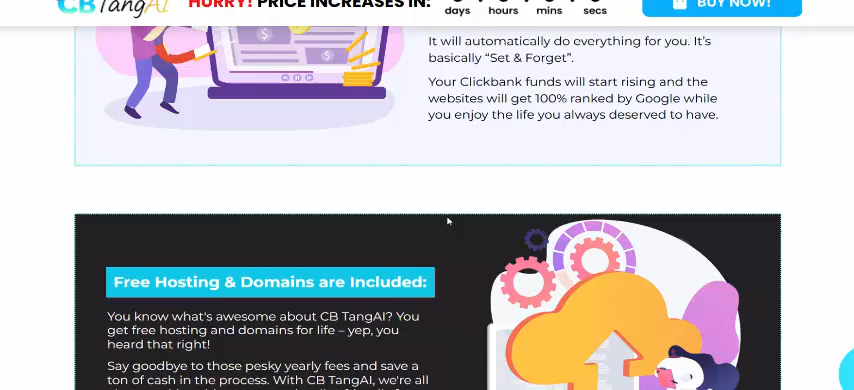 CBTangAI
HURRY! PRICE INCREASES IN:
days hours mins secs
BUY NOW!
It will automatically do everything for you. It’s
basically “Set & Forget”.
Your Clickbank funds will start rising and the
websites will get 100% ranked by Google while
you enjoy the life you always deserved to have.
Free Hosting & Domains are Included:
You know what's awesome about CB TangAI? You
get free hosting and domains for life – yep, you
heard that right!
Say goodbye to those pesky yearly fees and save a
ton of cash in the process. With CB TangAI, we're all